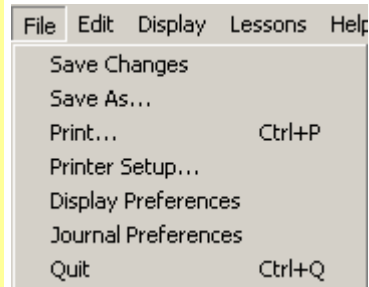 File Edit Display Lessons Help
Save Changes
Save As...
Print... Ctrl+P
Printer Setup...
Display Preferences
Journal Preferences
Quit Ctrl+Q